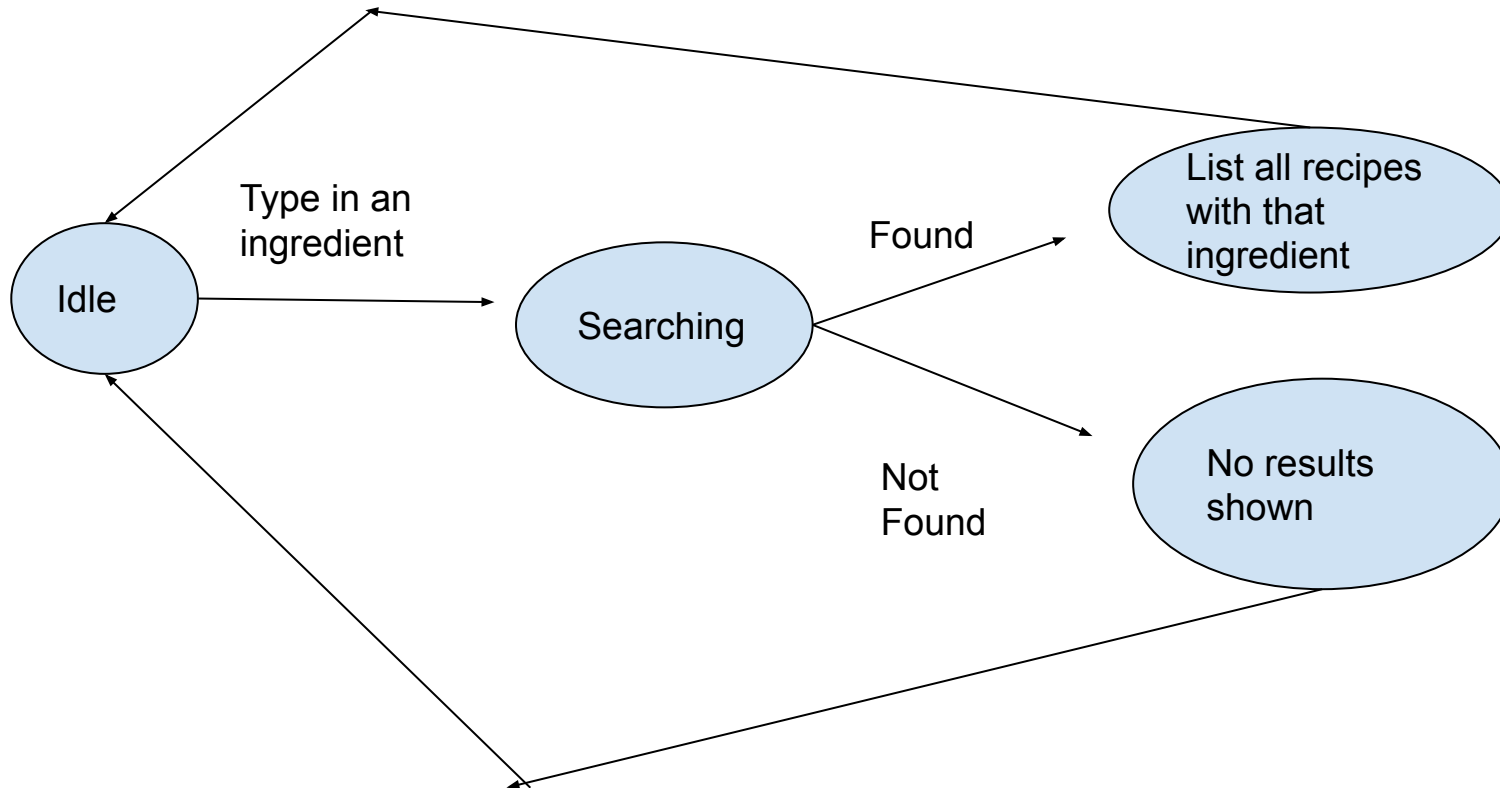 Type in an
ingredient
Idle
Searching
Found
Not
Found
List all recipes
with that
ingredient
No results
shown